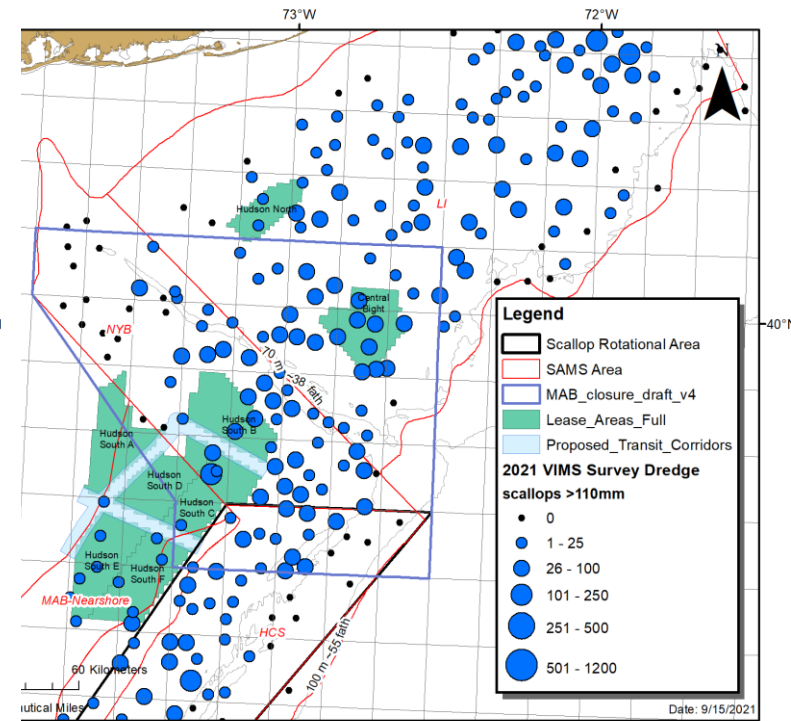 73°W
72°W
N
Hudson North
LI
Central
Bight
40°N
NYB
70 m ~38 fath
Hudson
South B
Hudson
South A
Hudson
South D
Hudson
South C
Hudson
South E
Hudson
South F
MAB-Nearshore
HCS
100 m ~55 fath
60 Kilometers
autical Miles
Legend
Scallop Rotational Area
SAMS Area
MAB_closure_draft_v4
Lease_Areas_Full
Proposed_Transit_Corridors
2021 VIMS Survey Dredge
scallops >110mm
0
1 - 25
26 - 100
101 - 250
251 - 500
501 - 1200
Date: 9/15/2021